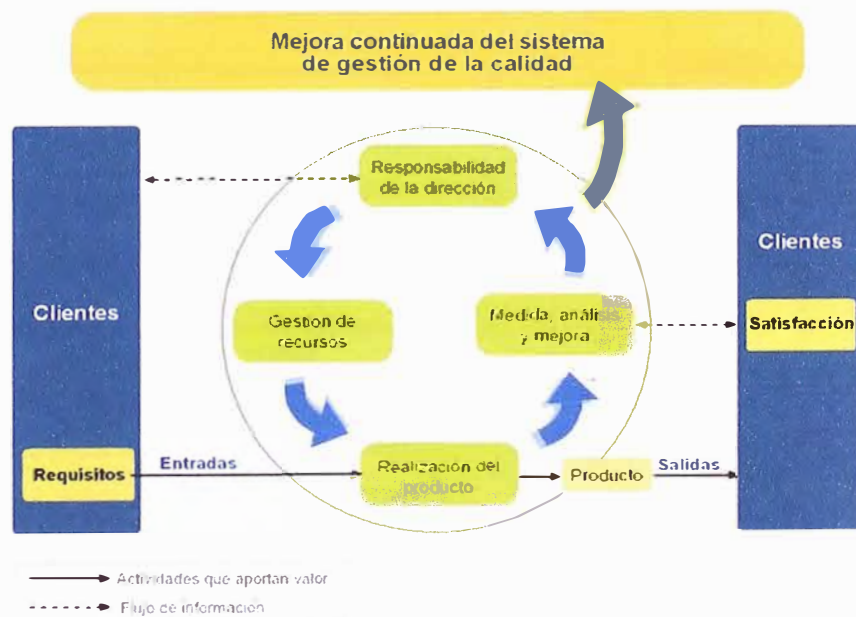 Mejora continuada del sistema
de gestión de la calidad
Responsabilidad
de la dirección
Clientes
Clientes
Gestión de
recursos
Medida, análisis
y mejora
Satisfacción
Requisitos
Entradas
Realización del
producto
Producto
Salidas
Actividades que aportan valor
Flujo de información